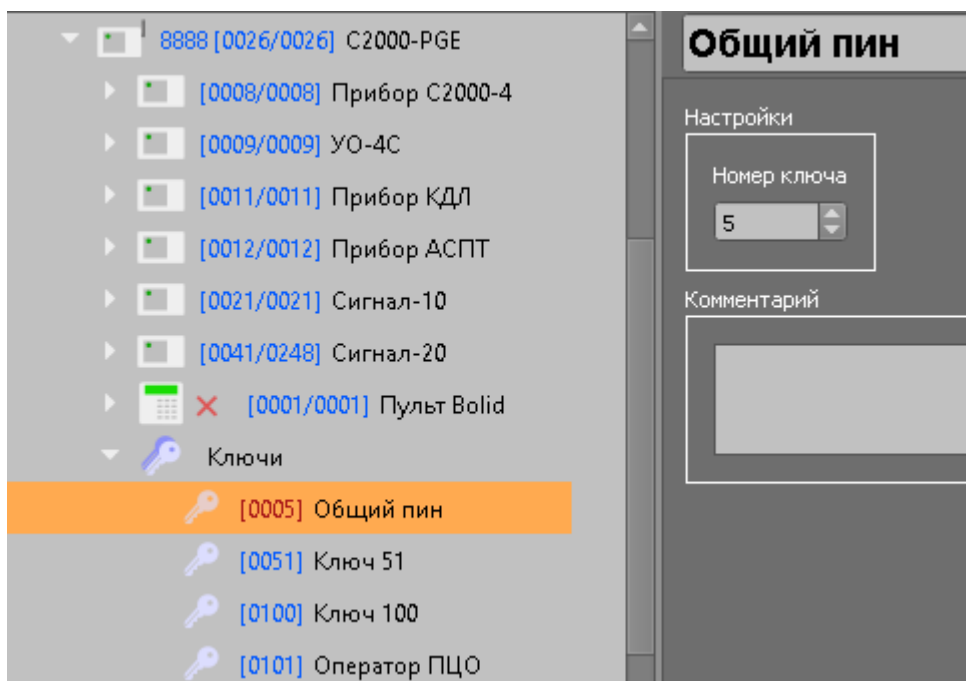 8888 [0026/0026] С2000-PGE
[0008/0008] Прибор С2000-4
[0009/0009] УО-4С
[0011/0011] Прибор КДЛ
[0012/0012] Прибор АСПТ
[0021/0021] Сигнал-10
[0041/0248] Сигнал-20
[0001/0001] Пульт Bolid
Ключи
[0005] Общий пин
[0051] Ключ 51
[0100] Ключ 100
[0101] Оператор ПЦО
Общий пин
Настройки
Номер ключа
5
Комментарий